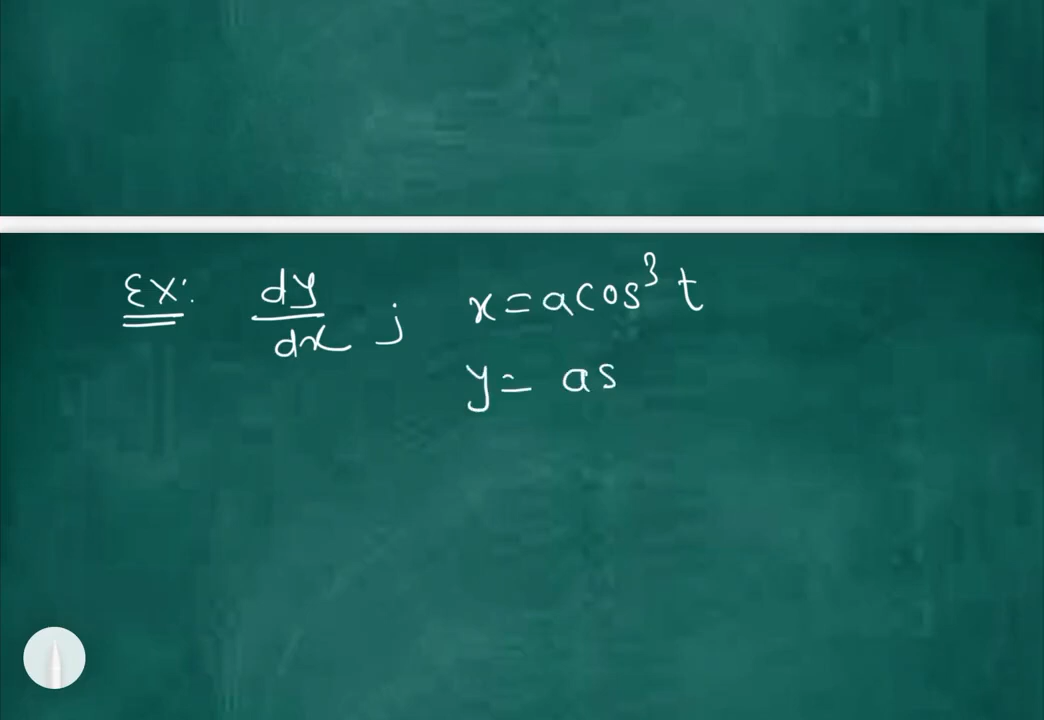 Ex: dy/dx ; x = a cos³ t
y = as